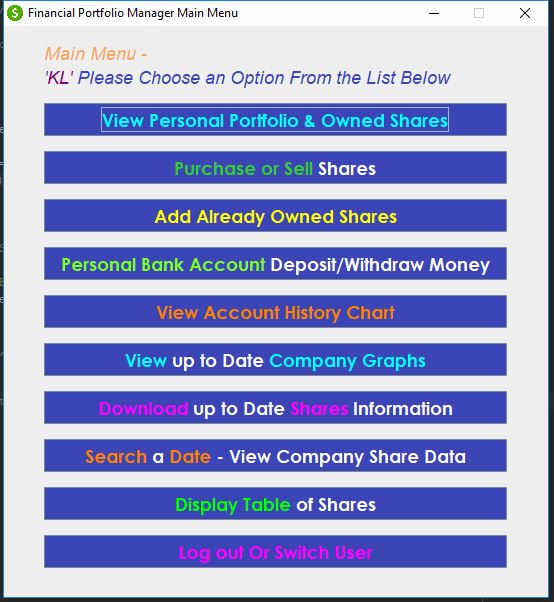 $ Financial Portfolio Manager Main Menu
Main Menu -
'KL' Please Choose an Option From the List Below
View Personal Portfolio & Owned Shares
Purchase or Sell Shares
Add Already Owned Shares
Personal Bank Account Deposit/Withdraw Money
View Account History Chart
View up to Date Company Graphs
Download up to Date Shares Information
Search a Date - View Company Share Data
Display Table of Shares
Log out Or Switch User